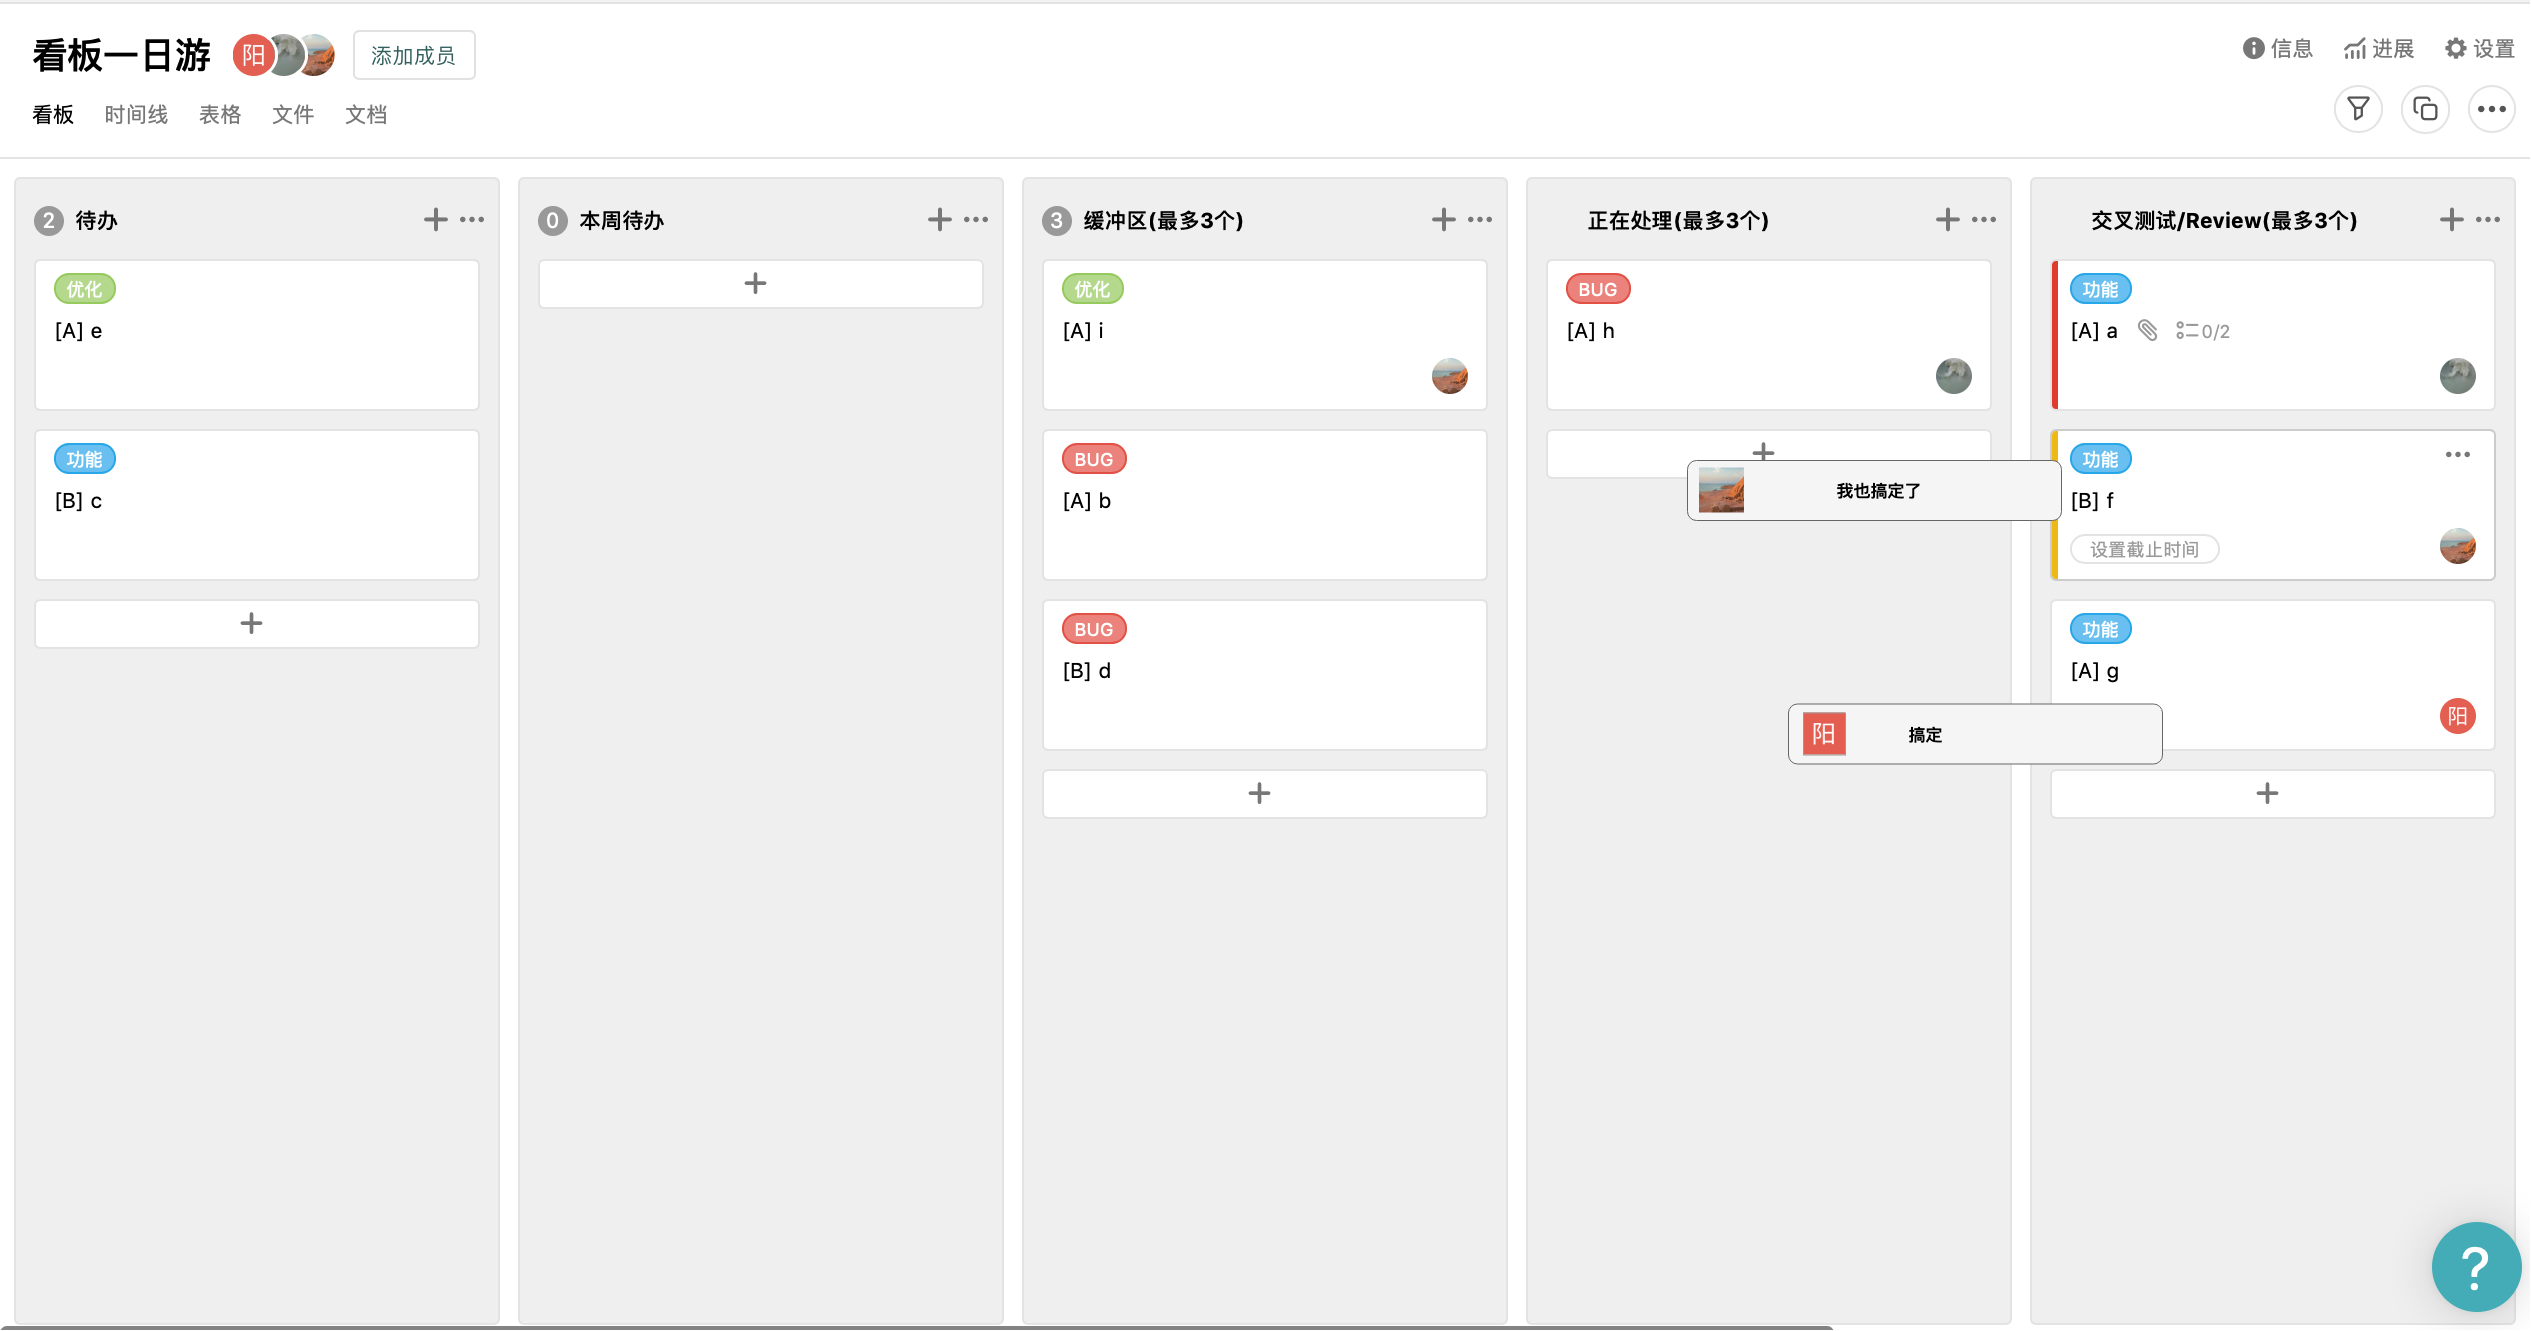 看板一日游
阳
添加成员
信息
进展
设置
看板
时间线
表格
文件
文档
2 待办
优化
[A] e
功能
[B] c
0 本周待办
3 缓冲区(最多3个)
优化
[A] i
BUG
[A] b
BUG
[B] d
正在处理(最多3个)
BUG
[A] h
我也搞定了
阳 搞定
交叉测试/Review(最多3个)
功能
[A] a 0/2
功能
[B] f
设置截止时间
功能
[A] g
阳
?